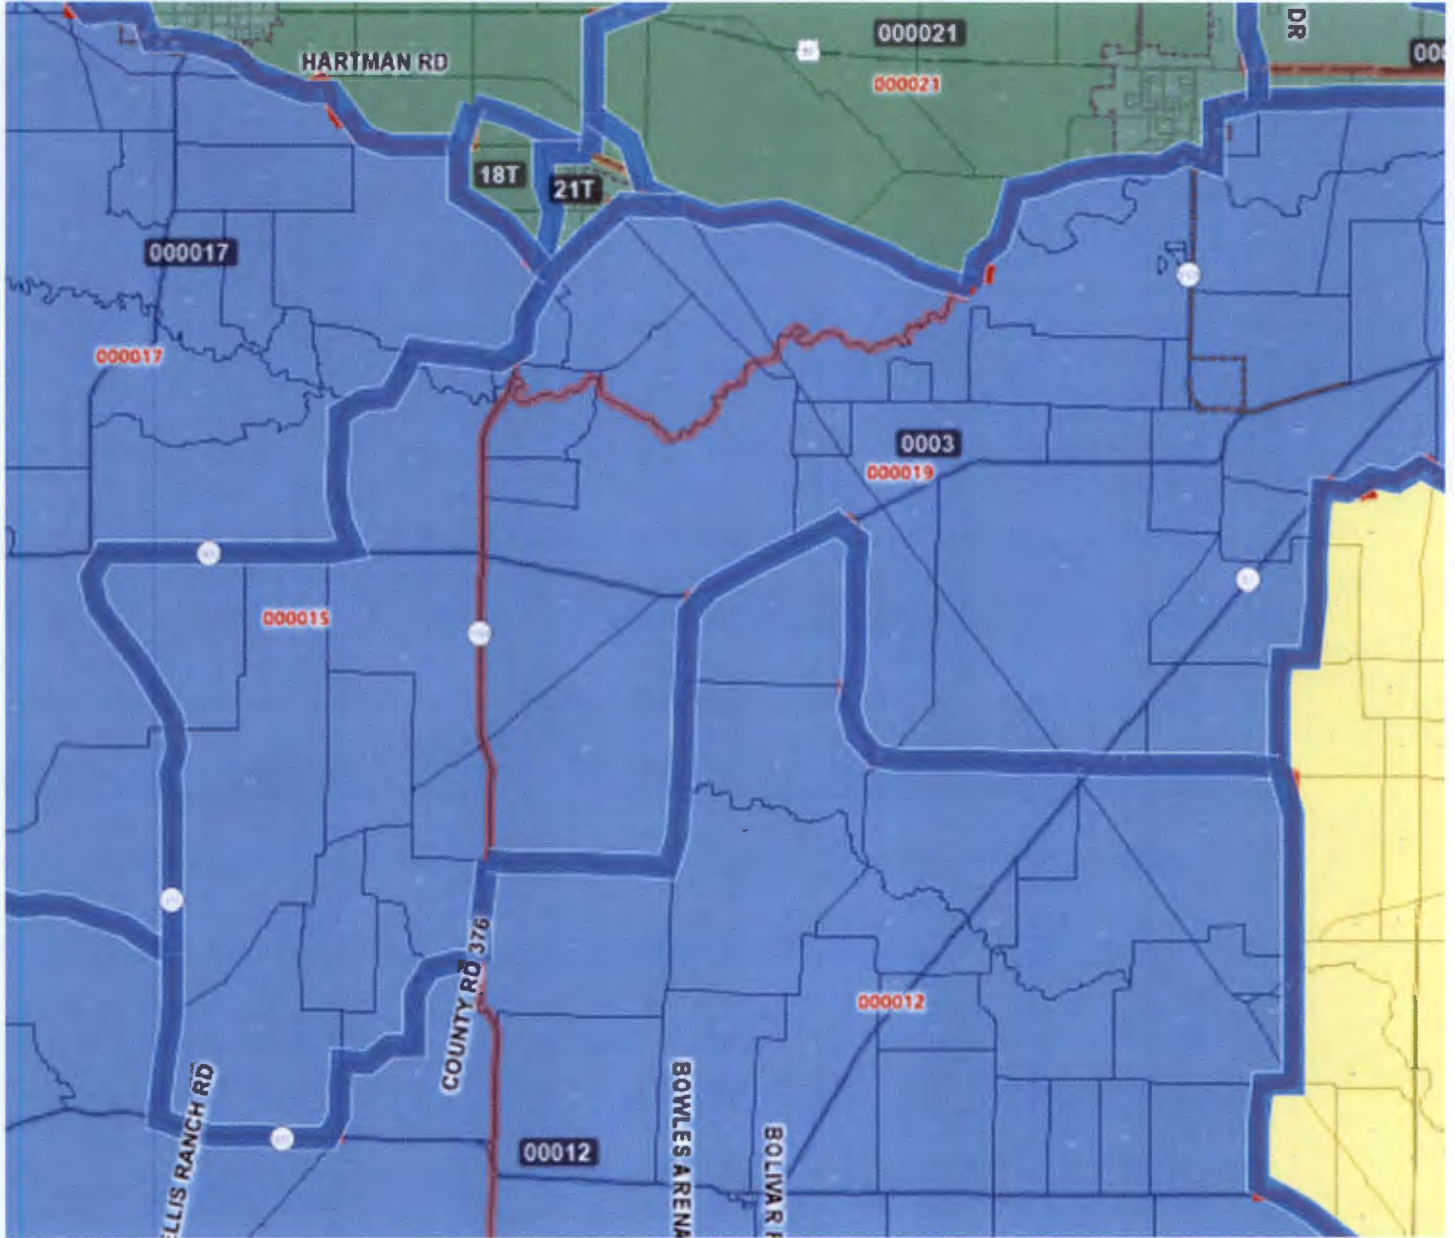 DR
000021
HARTMAN RD
000021
18T
21T
000017
000017
0003
000019
000015
COUNTY RD 376
000012
ELLIS RANCH RD
BOWLES ARENA
BOLIVAR
00012